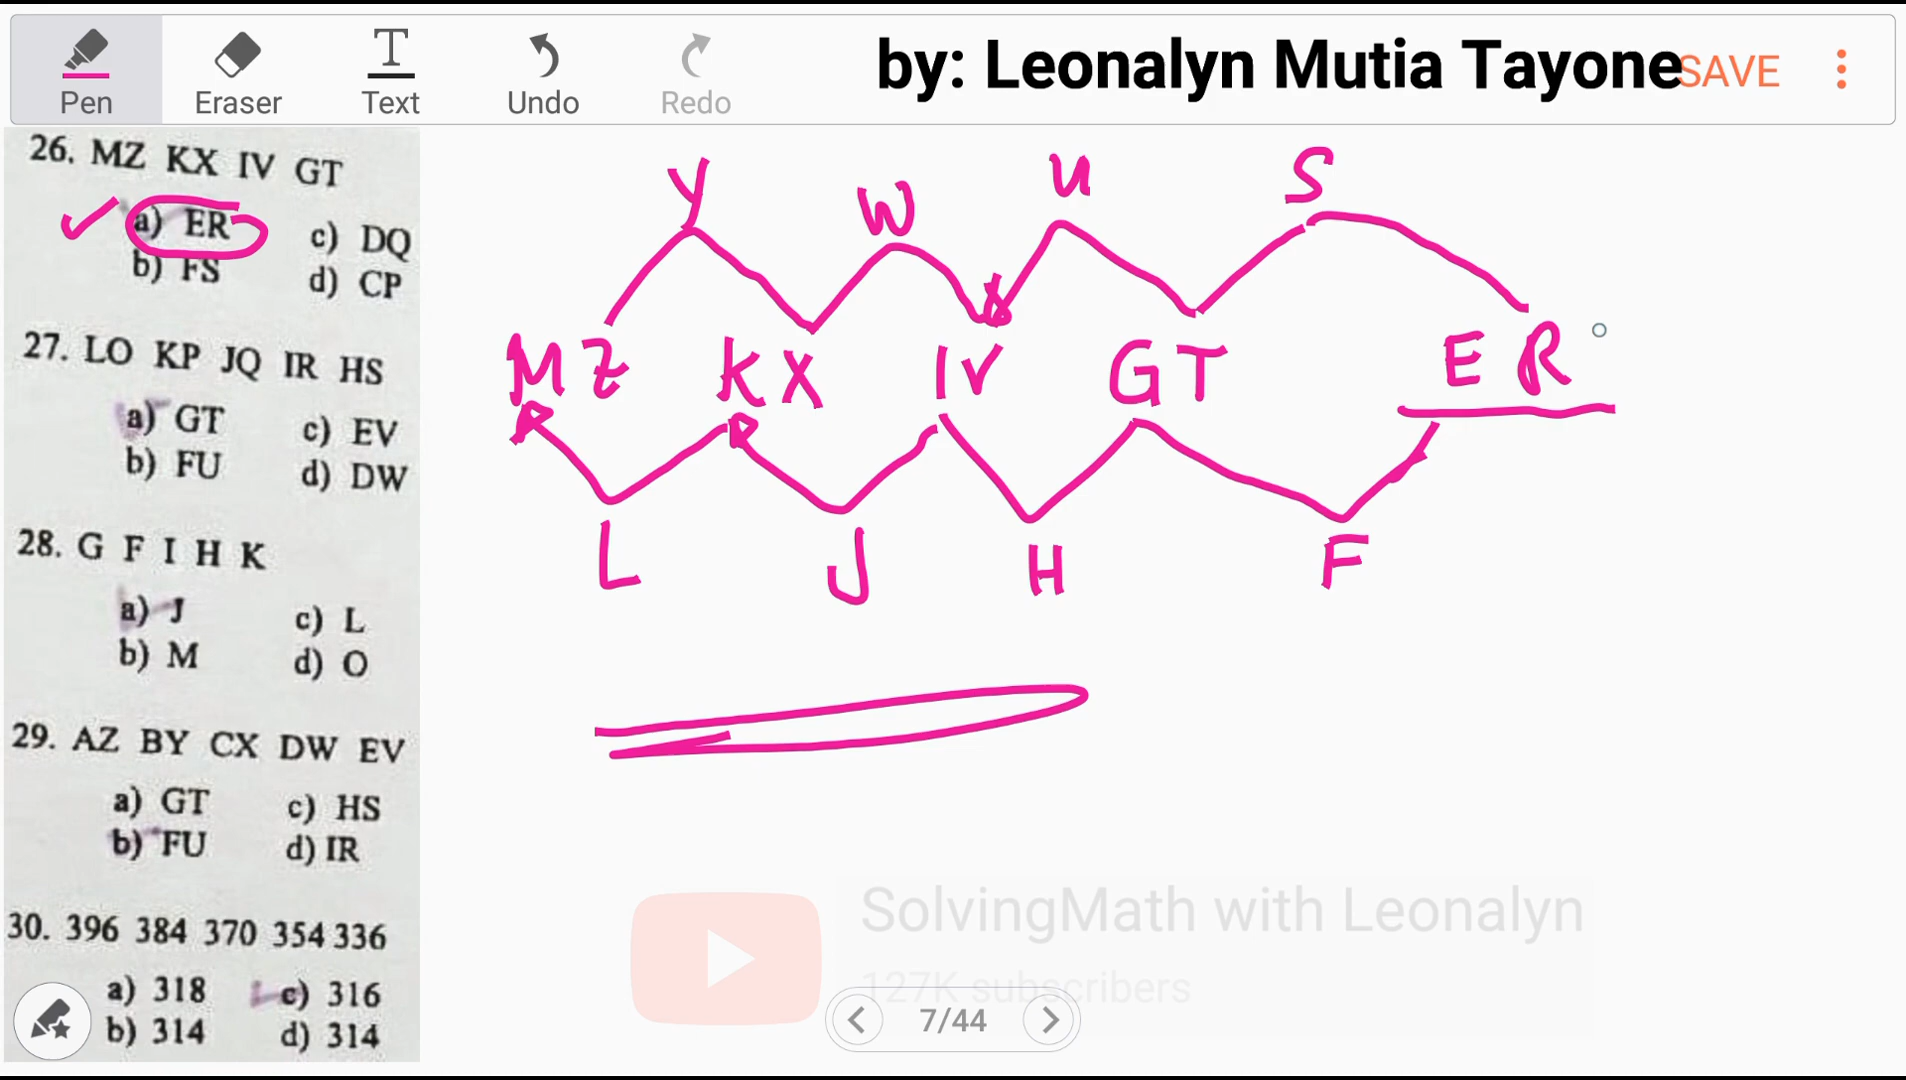 Pen Eraser Text Undo Redo by: Leonalyn Mutia Tayone SAVE
26. MZ KX IV GT
a) ER c) DQ
b) FS d) CP
27. LO KP JQ IR HS
a) GT c) EV
b) FU d) DW
28. G F I H K
a) J c) L
b) M d) O
29. AZ BY CX DW EV
a) GT c) HS
b) FU d) IR
30. 396 384 370 354 336
a) 318 c) 316
b) 314 d) 314
Y W U S
MZ KX IV GT ER
L J H F
SolvingMath with Leonalyn
127K subscribers
7/44